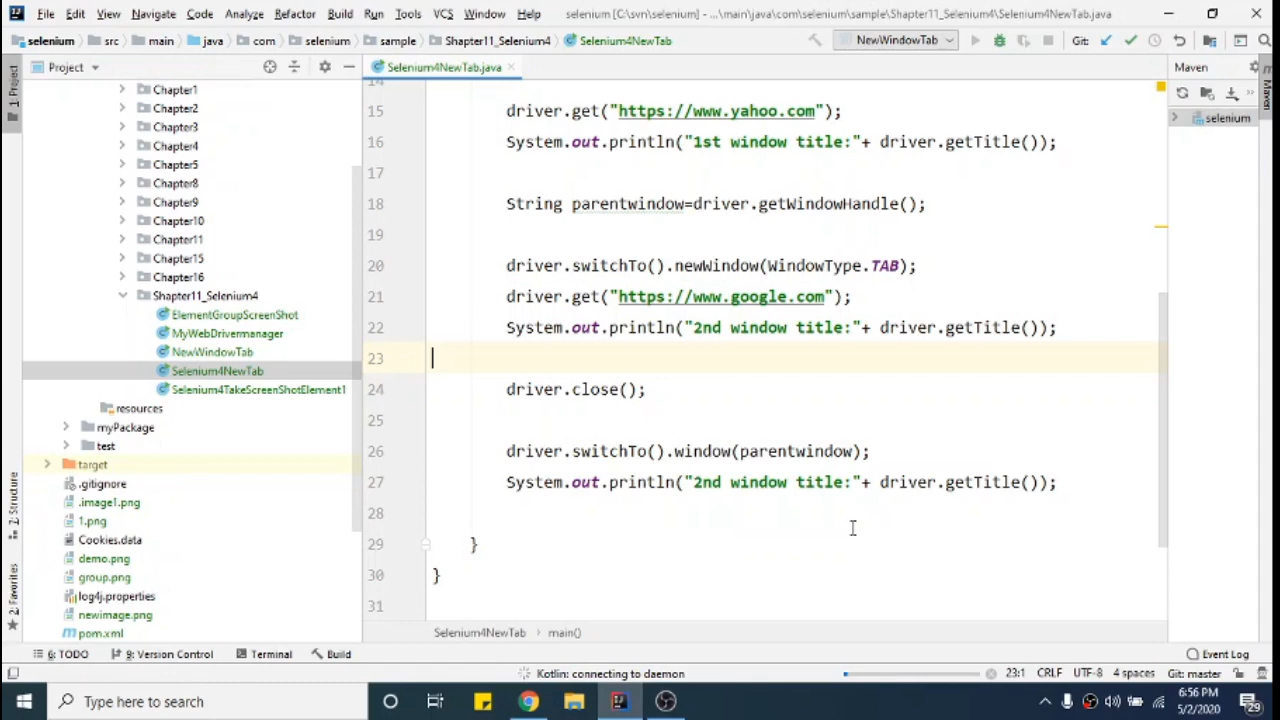 File Edit View Navigate Code Analyze Refactor Build Run Tools VCS Window Help selenium [C:\svn\selenium] - ...\main\java\com\selenium\sample\Shapter11_Selenium4\Selenium4NewTab.java
selenium src main java com selenium sample Shapter11_Selenium4 Selenium4NewTab NewWindowTab Git:
Project Selenium4NewTab.java Maven
1: Project
Maven
selenium
Chapter1
Chapter2
Chapter3
Chapter4
Chapter5
Chapter8
Chapter9
Chapter10
Chapter11
Chapter15
Chapter16
Shapter11_Selenium4
ElementGroupScreenShot
MyWebDrivermanager
NewWindowTab
Selenium4NewTab
Selenium4TakeScreenShotElement1
resources
myPackage
test
target
.gitignore
.image1.png
1.png
Cookies.data
demo.png
group.png
log4j.properties
newimage.png
pom.xml
7: Structure
2: Favorites
14
15 driver.get("https://www.yahoo.com");
16 System.out.println("1st window title:"+ driver.getTitle());
17
18 String parentwindow=driver.getWindowHandle();
19
20 driver.switchTo().newWindow(WindowType.TAB);
21 driver.get("https://www.google.com");
22 System.out.println("2nd window title:"+ driver.getTitle());
23
24 driver.close();
25
26 driver.switchTo().window(parentwindow);
27 System.out.println("2nd window title:"+ driver.getTitle());
28
29 }
30 }
31
Selenium4NewTab main()
6: TODO 9: Version Control Terminal Build Event Log
Kotlin: connecting to daemon 23:1 CRLF UTF-8 4 spaces Git: master
Type here to search
6:56 PM
5/2/2020
29